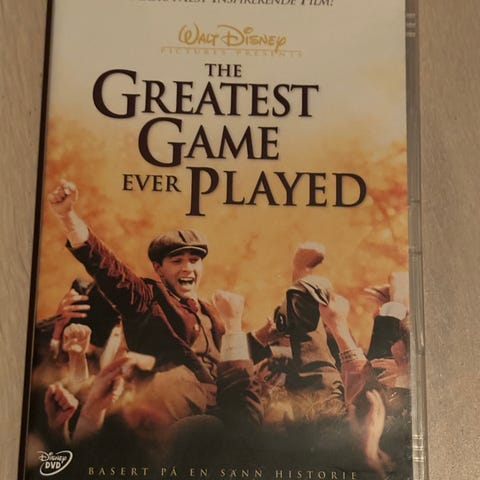 INSPIRERENDE FILM!
WALT DISNEY
PICTURES PRESENTS
THE
GREATEST
GAME
EVER PLAYED
Disney
DVD
BASERT PÅ EN SANN HISTORIE